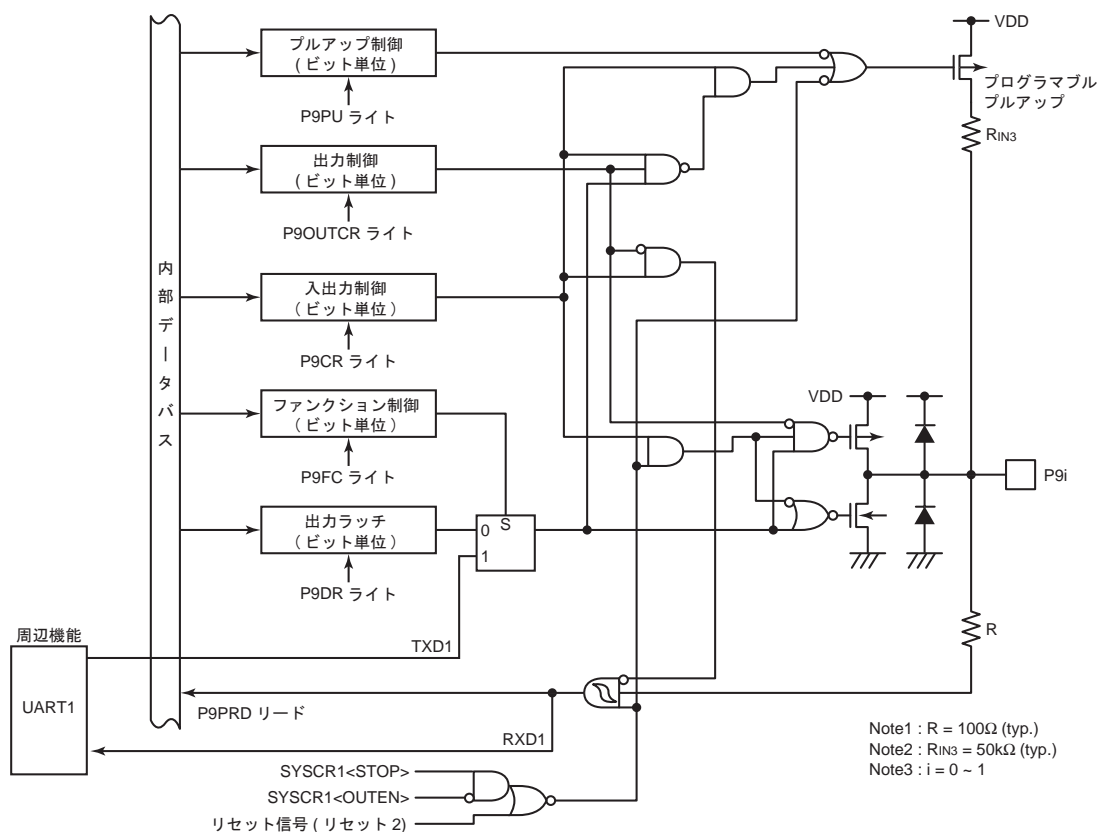 VDD
プルアップ制御
(ビット単位)
P9PU ライト
プログラマブル
プルアップ
RIN3
出力制御
(ビット単位)
P9OUTCR ライト
内部データバス
入出力制御
(ビット単位)
P9CR ライト
ファンクション制御
(ビット単位)
P9FC ライト
VDD
P9i
出力ラッチ
(ビット単位)
P9DR ライト
S
0
1
周辺機能
UART1
TXD1
R
P9PRD リード
RXD1
SYSCR1<STOP>
SYSCR1<OUTEN>
リセット信号 (リセット 2)
Note1 : R = 100Ω (typ.)
Note2 : RIN3 = 50kΩ (typ.)
Note3 : i = 0 ~ 1